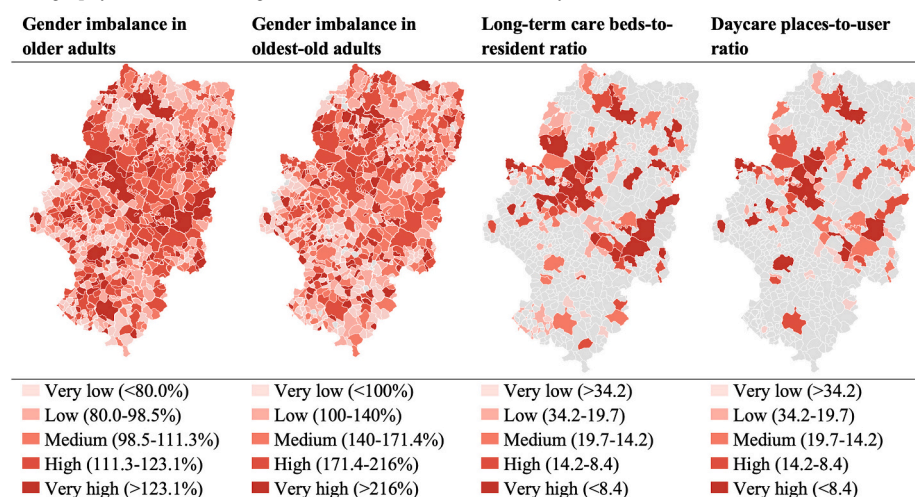 Gender imbalance in older adults
Gender imbalance in oldest-old adults
Long-term care beds-to-resident ratio
Daycare places-to-user ratio
Very low (<80.0%)
Low (80.0-98.5%)
Medium (98.5-111.3%)
High (111.3-123.1%)
Very high (>123.1%)
Very low (<100%)
Low (100-140%)
Medium (140-171.4%)
High (171.4-216%)
Very high (>216%)
Very low (>34.2)
Low (34.2-19.7)
Medium (19.7-14.2)
High (14.2-8.4)
Very high (<8.4)
Very low (>34.2)
Low (34.2-19.7)
Medium (19.7-14.2)
High (14.2-8.4)
Very high (<8.4)